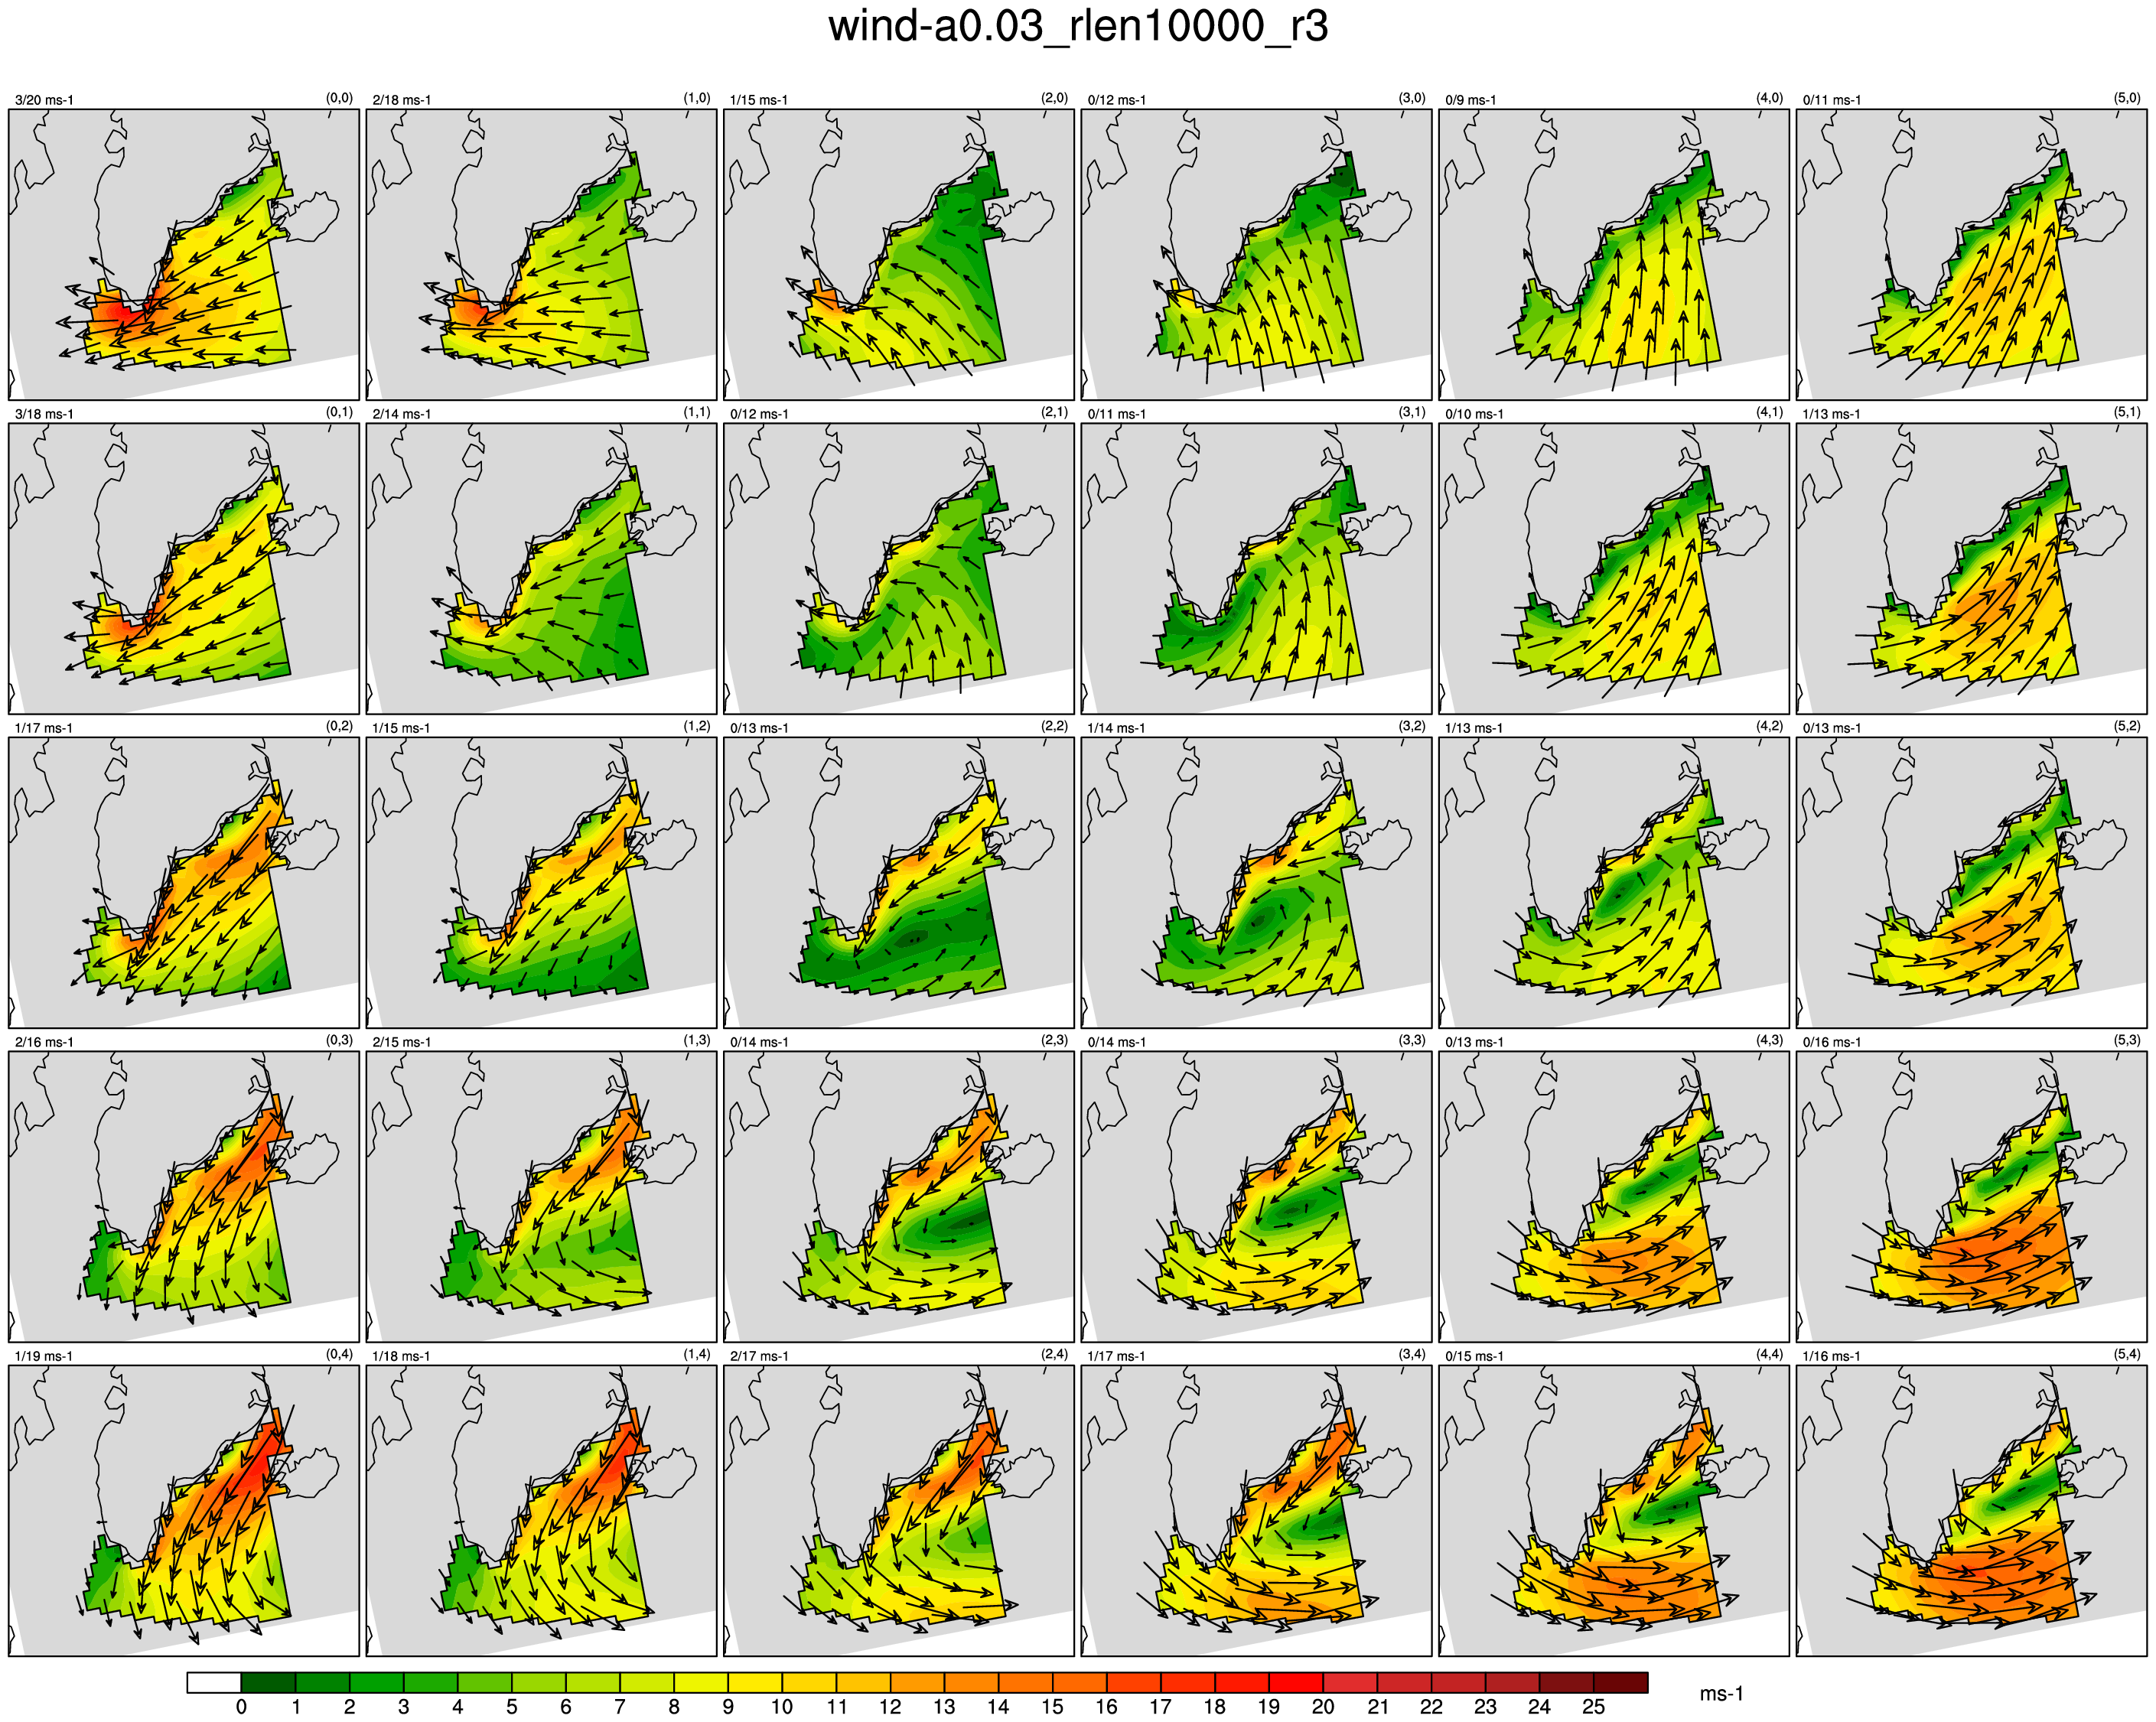 wind-a0.03_rlen10000_r3
3/20 ms-1 (0,0) 2/18 ms-1 (1,0) 1/15 ms-1 (2,0) 0/12 ms-1 (3,0) 0/9 ms-1 (4,0) 0/11 ms-1 (5,0)
3/18 ms-1 (0,1) 2/14 ms-1 (1,1) 0/12 ms-1 (2,1) 0/11 ms-1 (3,1) 0/10 ms-1 (4,1) 1/13 ms-1 (5,1)
1/17 ms-1 (0,2) 1/15 ms-1 (1,2) 0/13 ms-1 (2,2) 1/14 ms-1 (3,2) 1/13 ms-1 (4,2) 0/13 ms-1 (5,2)
2/16 ms-1 (0,3) 2/15 ms-1 (1,3) 0/14 ms-1 (2,3) 0/14 ms-1 (3,3) 0/13 ms-1 (4,3) 0/16 ms-1 (5,3)
1/19 ms-1 (0,4) 1/18 ms-1 (1,4) 2/17 ms-1 (2,4) 1/17 ms-1 (3,4) 0/15 ms-1 (4,4) 1/16 ms-1 (5,4)
0 1 2 3 4 5 6 7 8 9 10 11 12 13 14 15 16 17 18 19 20 21 22 23 24 25 ms-1